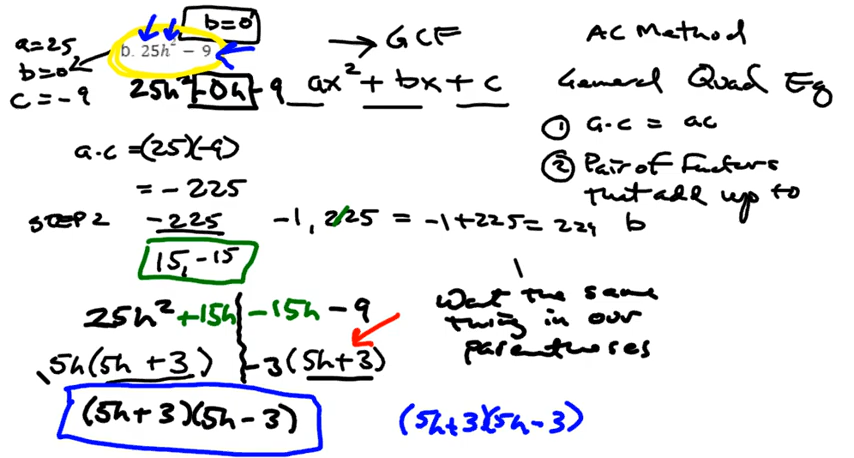 b=0
a=25
b=0
c=-9
b. 25h² - 9
→ GCF
25h² + 0h - 9
ax² + bx + c
AC Method
General Quad Eq
① a·c = ac
② Pair of Factors
that add up to
b
a·c = (25)(-9)
= -225
STEP 2 -225 -1, 225 = -1+225 = 224
15, -15
25h² +15h -15h - 9
5h(5h + 3) -3(5h+3)
(5h+3)(5h-3)
Want the same
thing in our
parentheses
(5h+3)(5h-3)